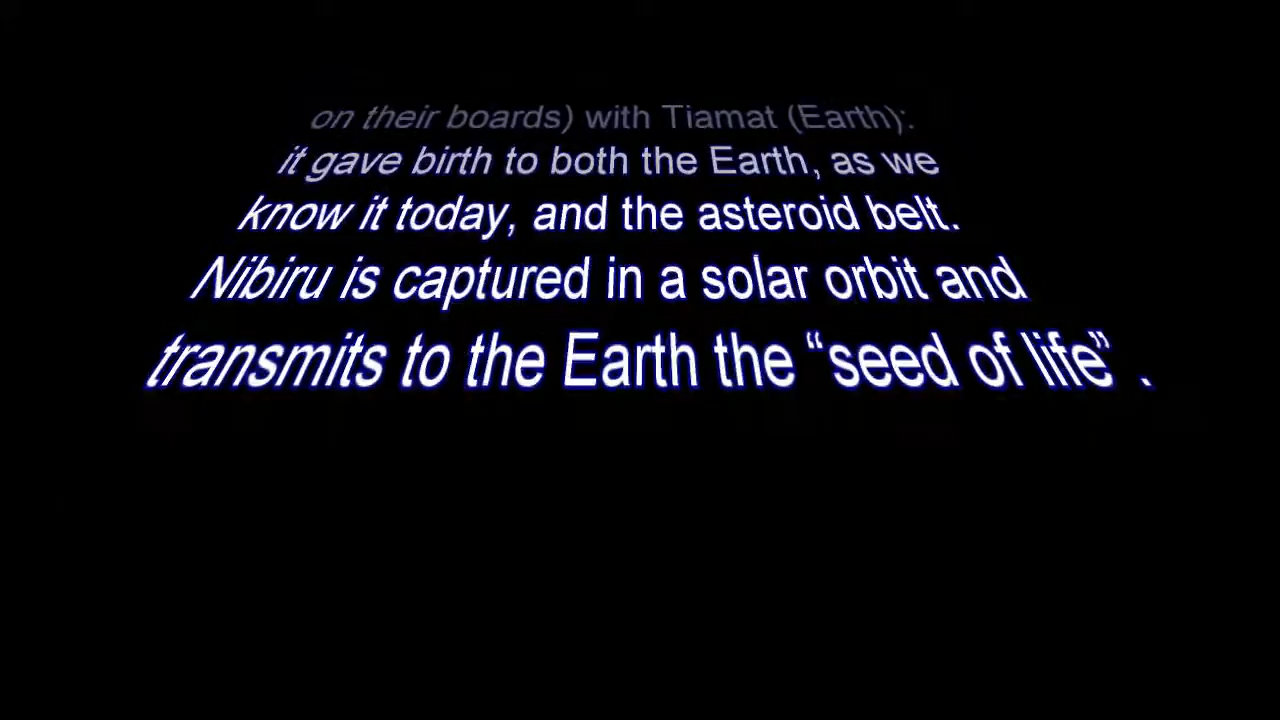 on their boards) with Tiamat (Earth):
it gave birth to both the Earth, as we
know it today, and the asteroid belt.
Nibiru is captured in a solar orbit and
transmits to the Earth the “seed of life” .